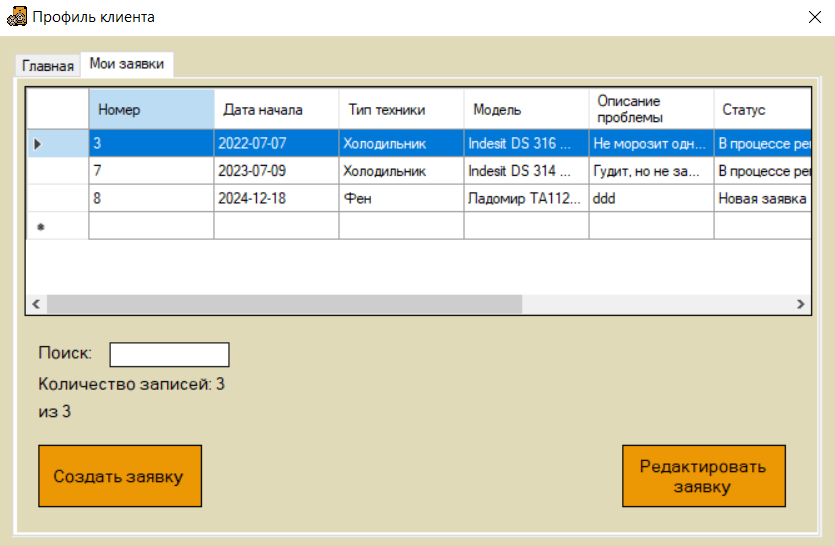 Профиль клиента
Главная Мои заявки
Номер Дата начала Тип техники Модель Описание проблемы Статус
3 2022-07-07 Холодильник Indesit DS 316 ... Не морозит одн... В процессе ре
7 2023-07-09 Холодильник Indesit DS 314 ... Гудит, но не за... В процессе ре
8 2024-12-18 Фен Ладомир ТА112... ddd Новая заявка
Поиск:
Количество записей: 3
из 3
Создать заявку
Редактировать
заявку